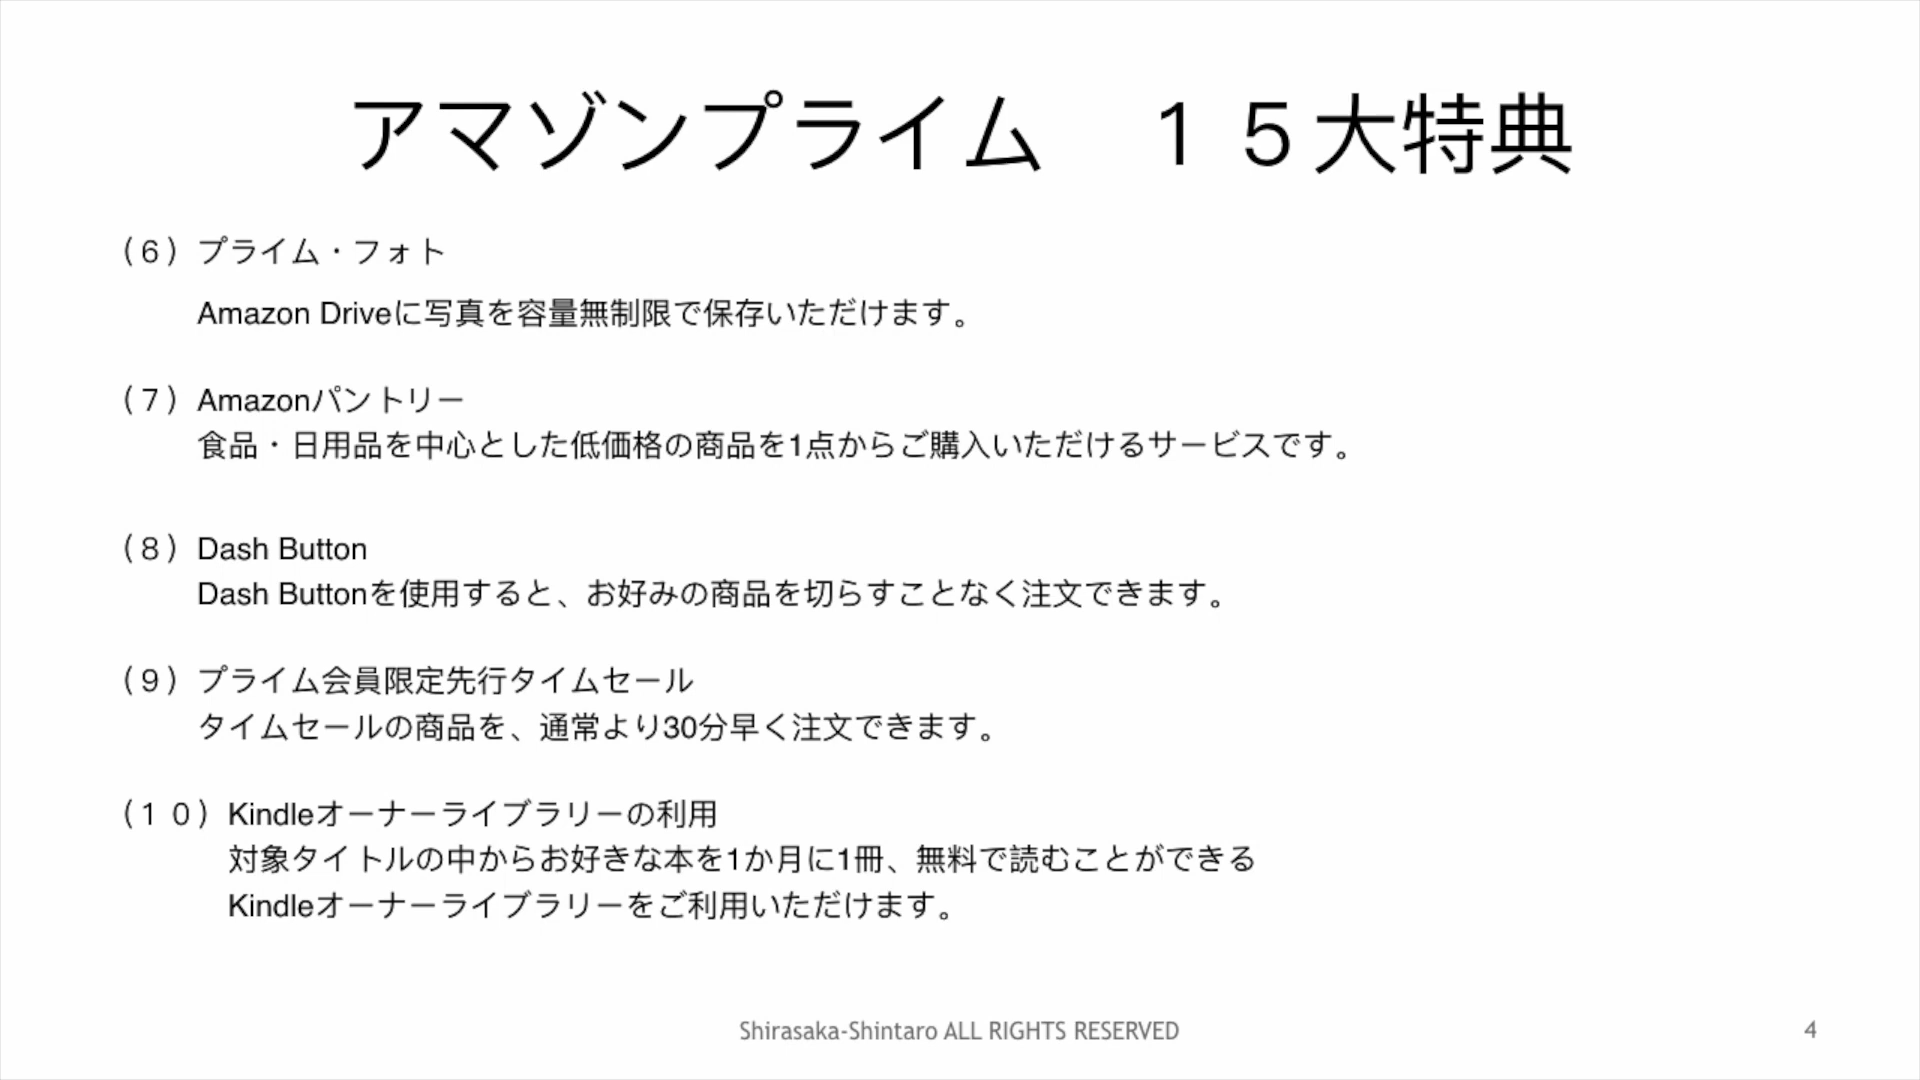 アマゾンプライム　１５大特典
（６）プライム・フォト
Amazon Driveに写真を容量無制限で保存いただけます。
（７）Amazonパントリー
食品・日用品を中心とした低価格の商品を1点からご購入いただけるサービスです。
（８）Dash Button
Dash Buttonを使用すると、お好みの商品を切らすことなく注文できます。
（９）プライム会員限定先行タイムセール
タイムセールの商品を、通常より30分早く注文できます。
（１０）Kindleオーナーライブラリーの利用
対象タイトルの中からお好きな本を1か月に1冊、無料で読むことができる
Kindleオーナーライブラリーをご利用いただけます。
Shirasaka-Shintaro ALL RIGHTS RESERVED
4